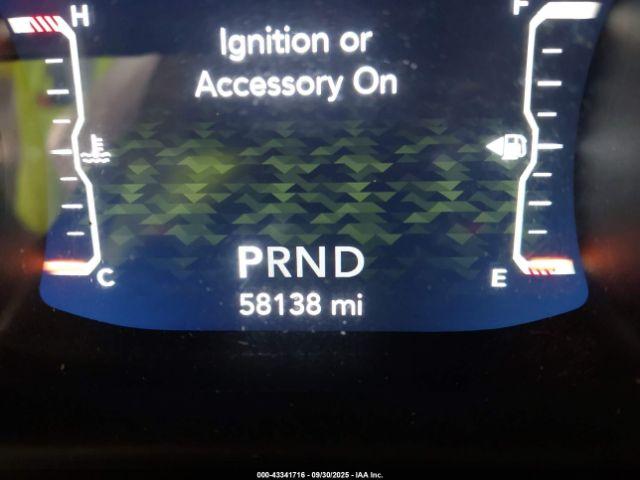 H
F
Ignition or
Accessory On
PRND
C
E
58138 mi
000-43341716 - 09/30/2025 - IAA Inc.